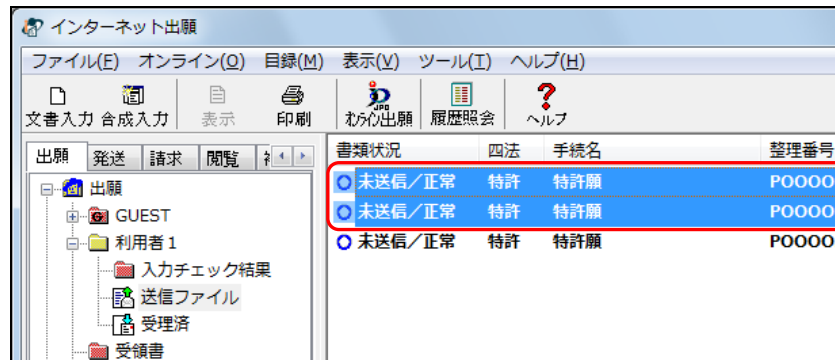 インターネット出願
ファイル(F) オンライン(O) 目録(M) 表示(V) ツール(T) ヘルプ(H)
文書入力 合成入力 表示 印刷 オンライン出願 履歴照会 ヘルプ
出願 発送 請求 閲覧
書類状況 四法 手続名 整理番号
出願
GUEST
利用者1
入力チェック結果
送信ファイル
受理済
受領書
未送信/正常 特許 特許願 P0000
未送信/正常 特許 特許願 P0000
未送信/正常 特許 特許願 P0000